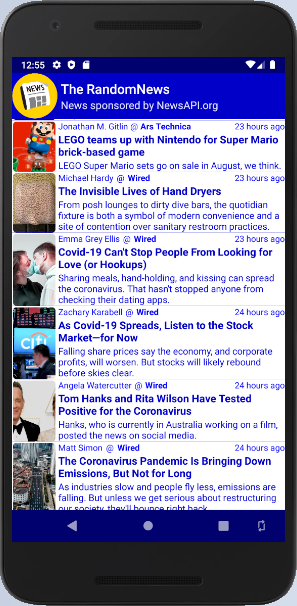 12:55
NEWS
The RandomNews
News sponsored by NewsAPI.org
Jonathan M. Gitlin @ Ars Technica 23 hours ago
LEGO teams up with Nintendo for Super Mario
brick-based game
LEGO Super Mario sets go on sale in August, we think.
Michael Hardy @ Wired 23 hours ago
The Invisible Lives of Hand Dryers
From posh lounges to dirty dive bars, the quotidian
fixture is both a symbol of modern convenience and a
site of contention over sanitary restroom practices.
Emma Grey Ellis @ Wired 23 hours ago
Covid-19 Can't Stop People From Looking for
Love (or Hookups)
Sharing meals, hand-holding, and kissing can spread
the coronavirus. That hasn't stopped anyone from
checking their dating apps.
Zachary Karabell @ Wired 24 hours ago
As Covid-19 Spreads, Listen to the Stock
Market—for Now
Falling share prices say the economy, and corporate
profits, will worsen. But stocks will likely rebound
before skies clear.
citi
Angela Watercutter @ Wired 24 hours ago
Tom Hanks and Rita Wilson Have Tested
Positive for the Coronavirus
Hanks, who is currently in Australia working on a film,
posted the news on social media.
Matt Simon @ Wired 24 hours ago
The Coronavirus Pandemic Is Bringing Down
Emissions, But Not for Long
As industries slow and people fly less, emissions are
falling. But unless we get serious about restructuring
our society, they'll bounce right back.